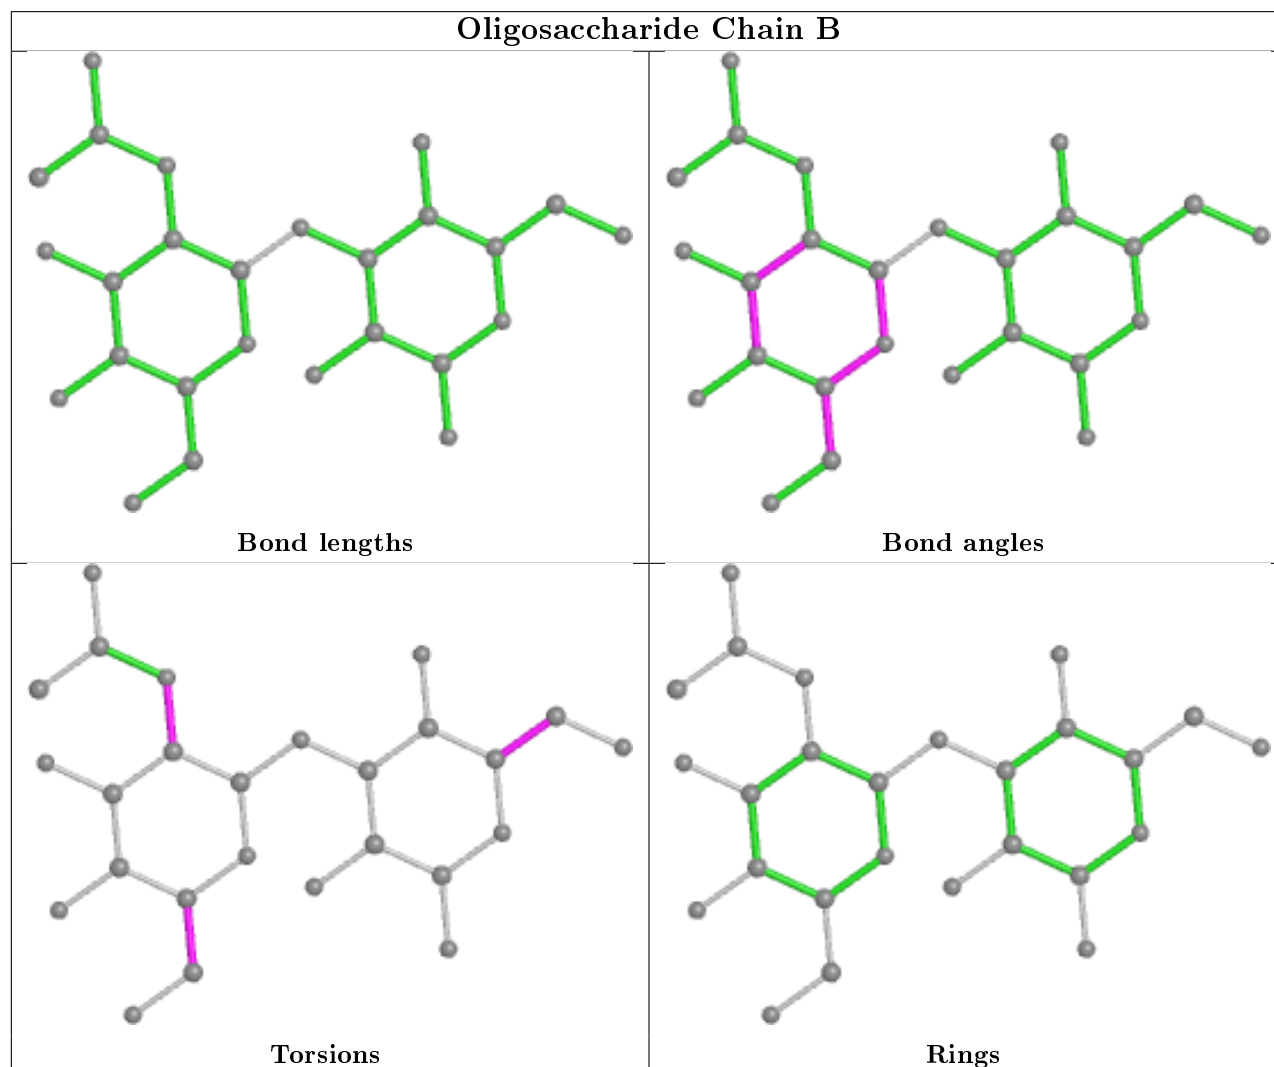 Oligosaccharide Chain B
Bond lengths
Bond angles
Torsions
Rings